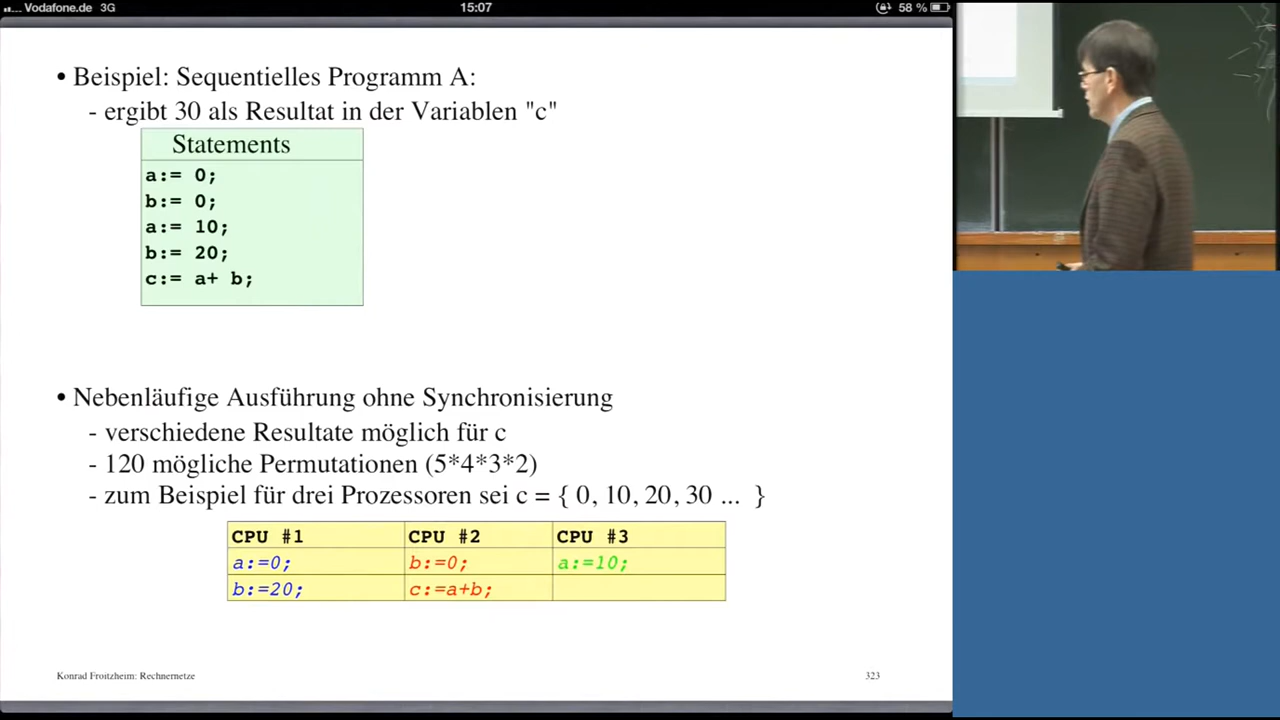 Vodafone.de 3G 15:07 58 %
• Beispiel: Sequentielles Programm A:
- ergibt 30 als Resultat in der Variablen "c"
Statements
a:= 0;
b:= 0;
a:= 10;
b:= 20;
c:= a+ b;
• Nebenläufige Ausführung ohne Synchronisierung
- verschiedene Resultate möglich für c
- 120 mögliche Permutationen (5*4*3*2)
- zum Beispiel für drei Prozessoren sei c = { 0, 10, 20, 30 ... }
CPU #1 CPU #2 CPU #3
a:=0; b:=0; a:=10;
b:=20; c:=a+b;
Konrad Froitzheim: Rechnernetze 323